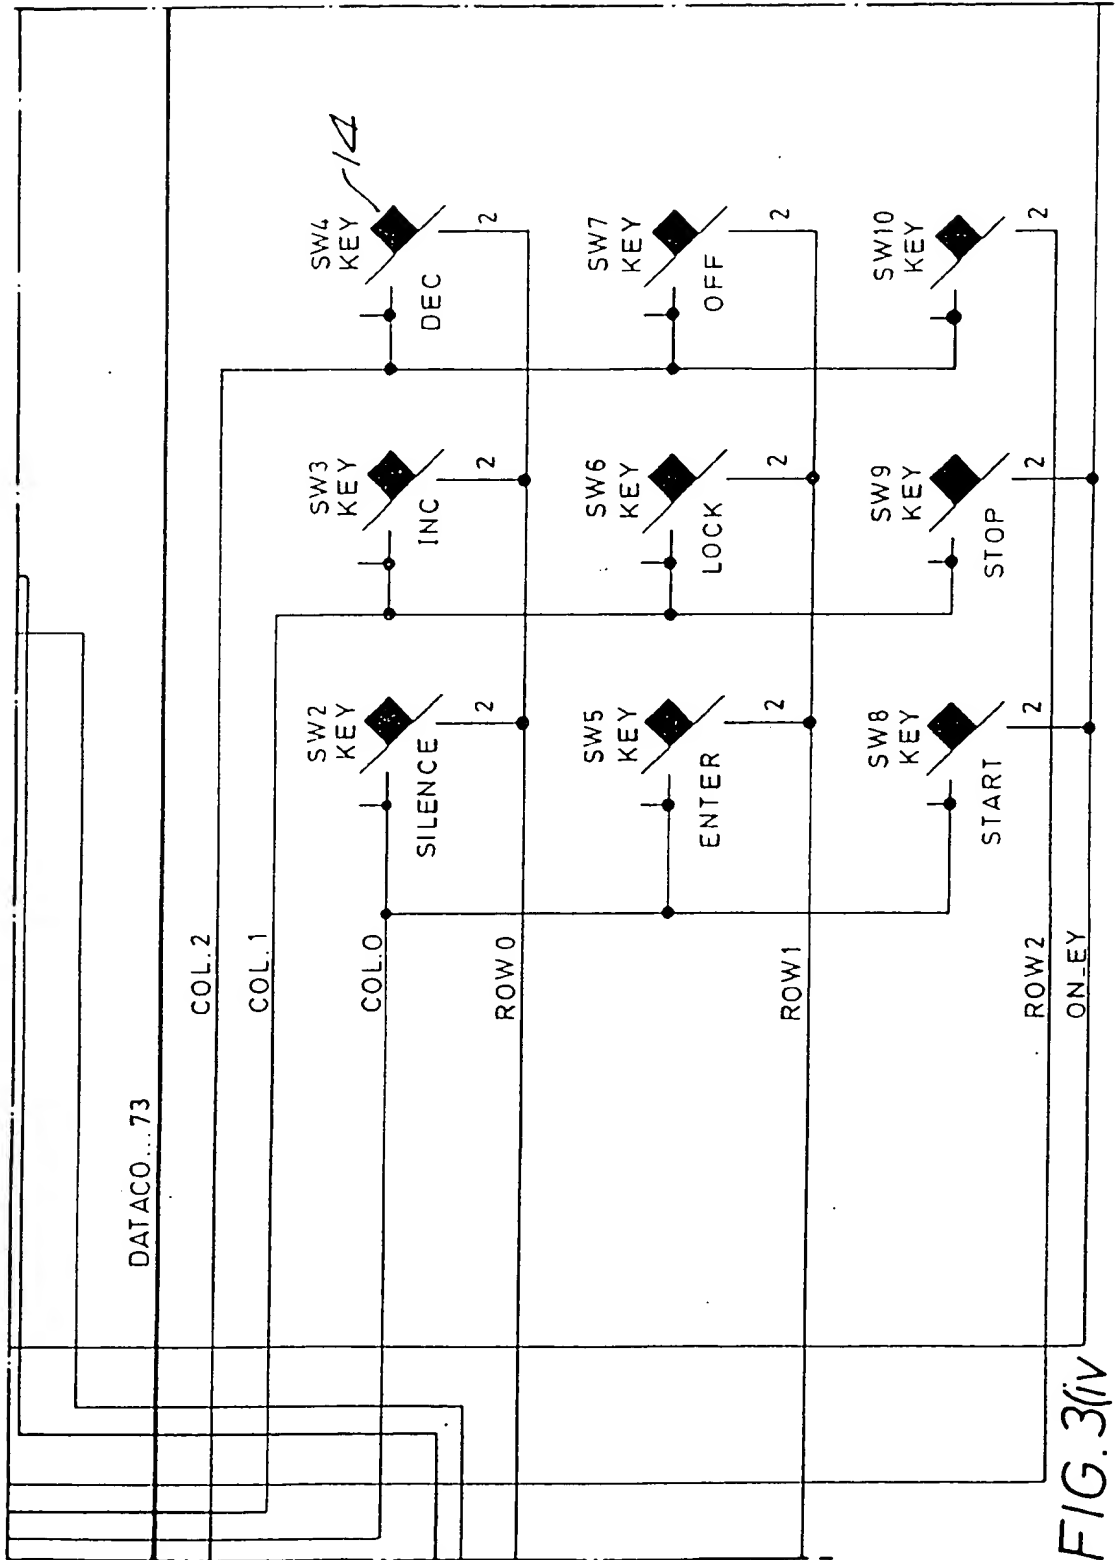 DATACO...73
COL.2
COL.1
COL.0
ROW0
ROW1
ROW2
ON_EY
SW2
KEY
SILENCE
2
SW3
KEY
INC
2
SW4
KEY
DEC
2
14
SW5
KEY
ENTER
2
SW6
KEY
LOCK
2
SW7
KEY
OFF
2
SW8
KEY
START
2
SW9
KEY
STOP
2
SW10
KEY
2
FIG. 3(iv